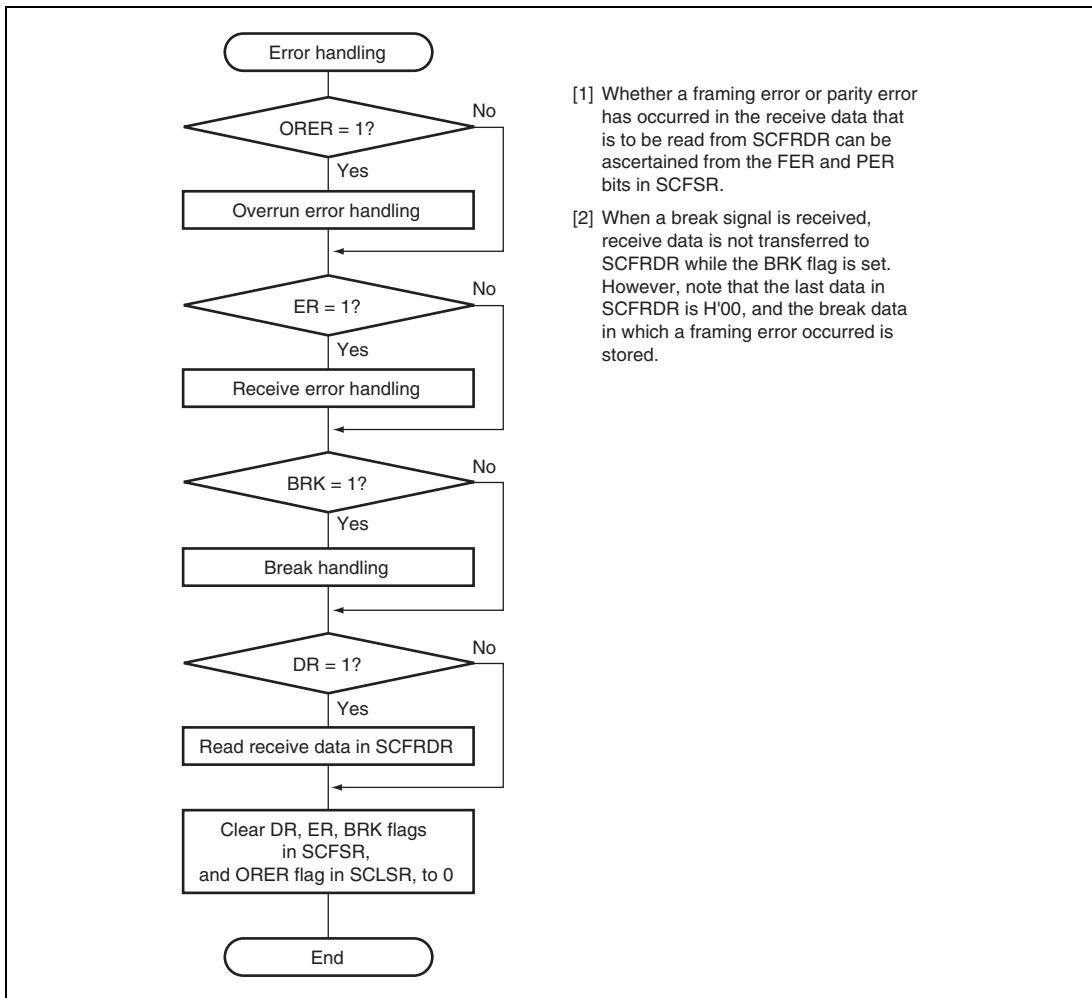 Error handling
ORER = 1?
No
Yes
Overrun error handling
ER = 1?
No
Yes
Receive error handling
BRK = 1?
No
Yes
Break handling
DR = 1?
No
Yes
Read receive data in SCFRDR
Clear DR, ER, BRK flags
in SCFSR,
and ORER flag in SCLSR, to 0
End
[1] Whether a framing error or parity error
has occurred in the receive data that
is to be read from SCFRDR can be
ascertained from the FER and PER
bits in SCFSR.
[2] When a break signal is received,
receive data is not transferred to
SCFRDR while the BRK flag is set.
However, note that the last data in
SCFRDR is H'00, and the break data
in which a framing error occurred is
stored.